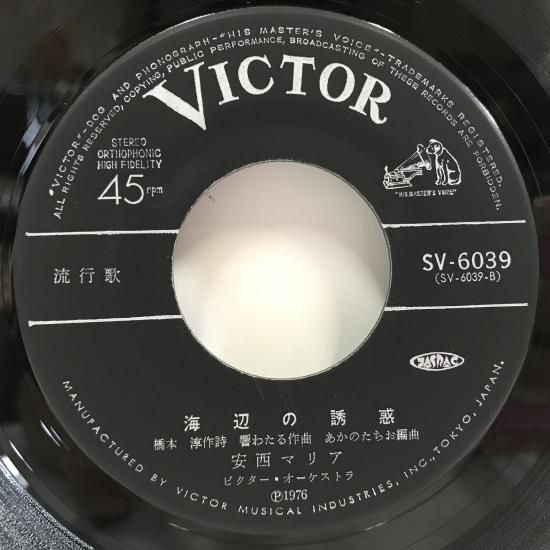 "VICTOR"-DOG AND PHONOGRAPH-"HIS MASTER'S VOICE"-TRADEMARKS REGISTERED.
ALL RIGHTS RESERVED; COPYING, PUBLIC PERFORMANCE, BROADCASTING OF THESE RECORDS ARE FORBIDDEN.
VICTOR
STEREO
ORTHOPHONIC
HIGH FIDELITY
45 rpm
"HIS MASTER'S VOICE"
流行歌
SV-6039
(SV-6039-B)
JASRAC
海辺の誘惑
橋本 淳作詩 響わたる作曲 あかのたちお編曲
安西マリア
ビクター・オーケストラ
Ⓟ1976
MANUFACTURED BY VICTOR MUSICAL INDUSTRIES, INC., TOKYO, JAPAN.